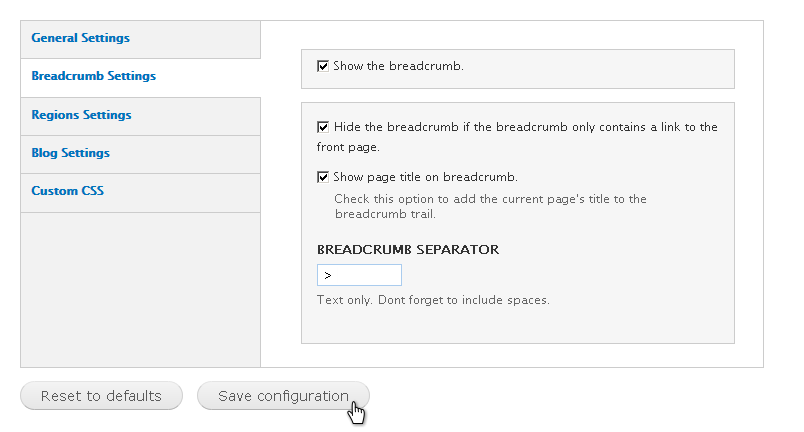 General Settings
Breadcrumb Settings
Regions Settings
Blog Settings
Custom CSS
Show the breadcrumb.
Hide the breadcrumb if the breadcrumb only contains a link to the
front page.
Show page title on breadcrumb.
Check this option to add the current page's title to the
breadcrumb trail.
BREADCRUMB SEPARATOR
>
Text only. Dont forget to include spaces.
Reset to defaults
Save configuration